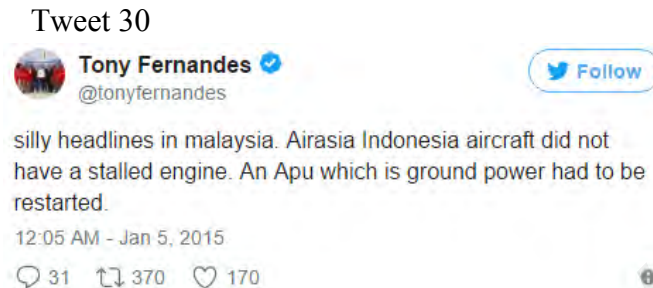 Tweet 30
Tony Fernandes
@tonyfernandes
Follow
silly headlines in malaysia. Airasia Indonesia aircraft did not
have a stalled engine. An Apu which is ground power had to be
restarted.
12:05 AM - Jan 5, 2015
31 370 170